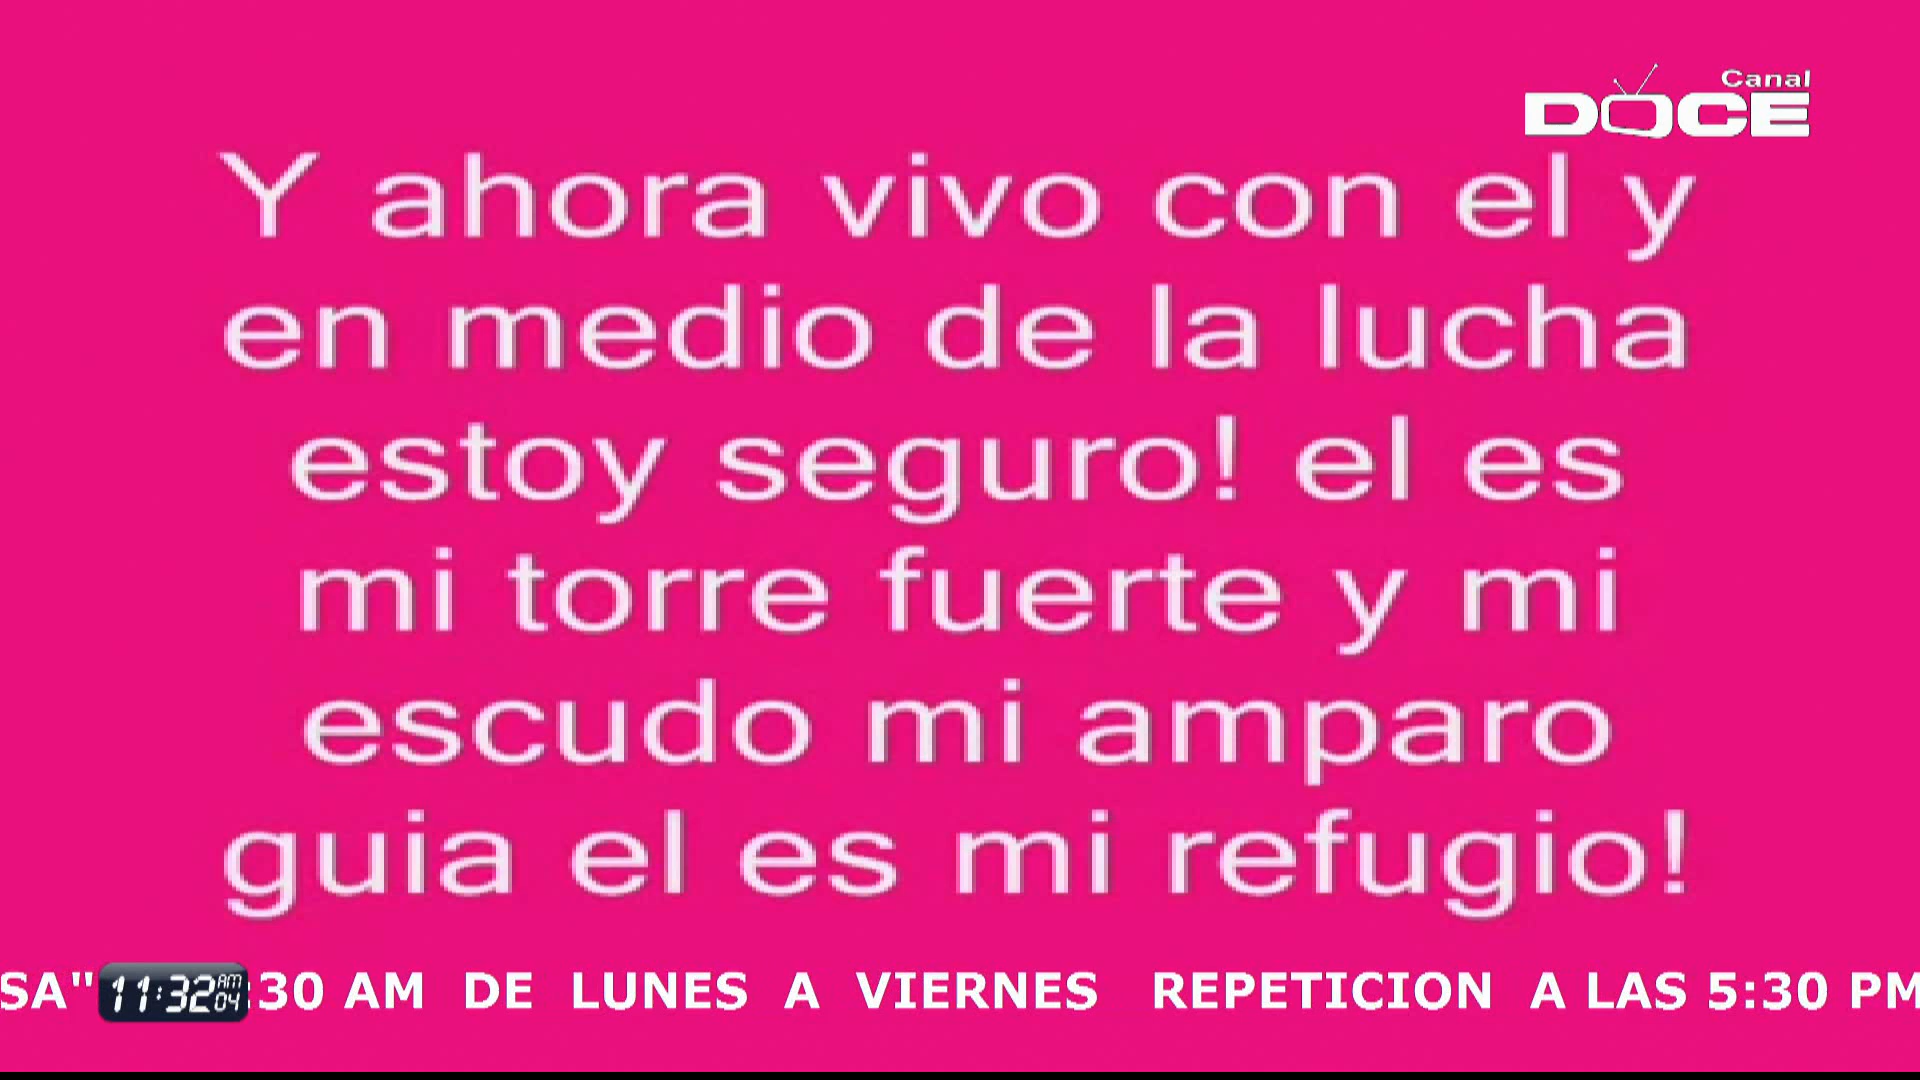 Canal
DOCE
Y ahora vivo con el y
en medio de la lucha
estoy seguro! el es
mi torre fuerte y mi
escudo mi amparo
guia el es mi refugio!
SA" 11:32 AM 04 :30 AM DE LUNES A VIERNES REPETICION A LAS 5:30 PM